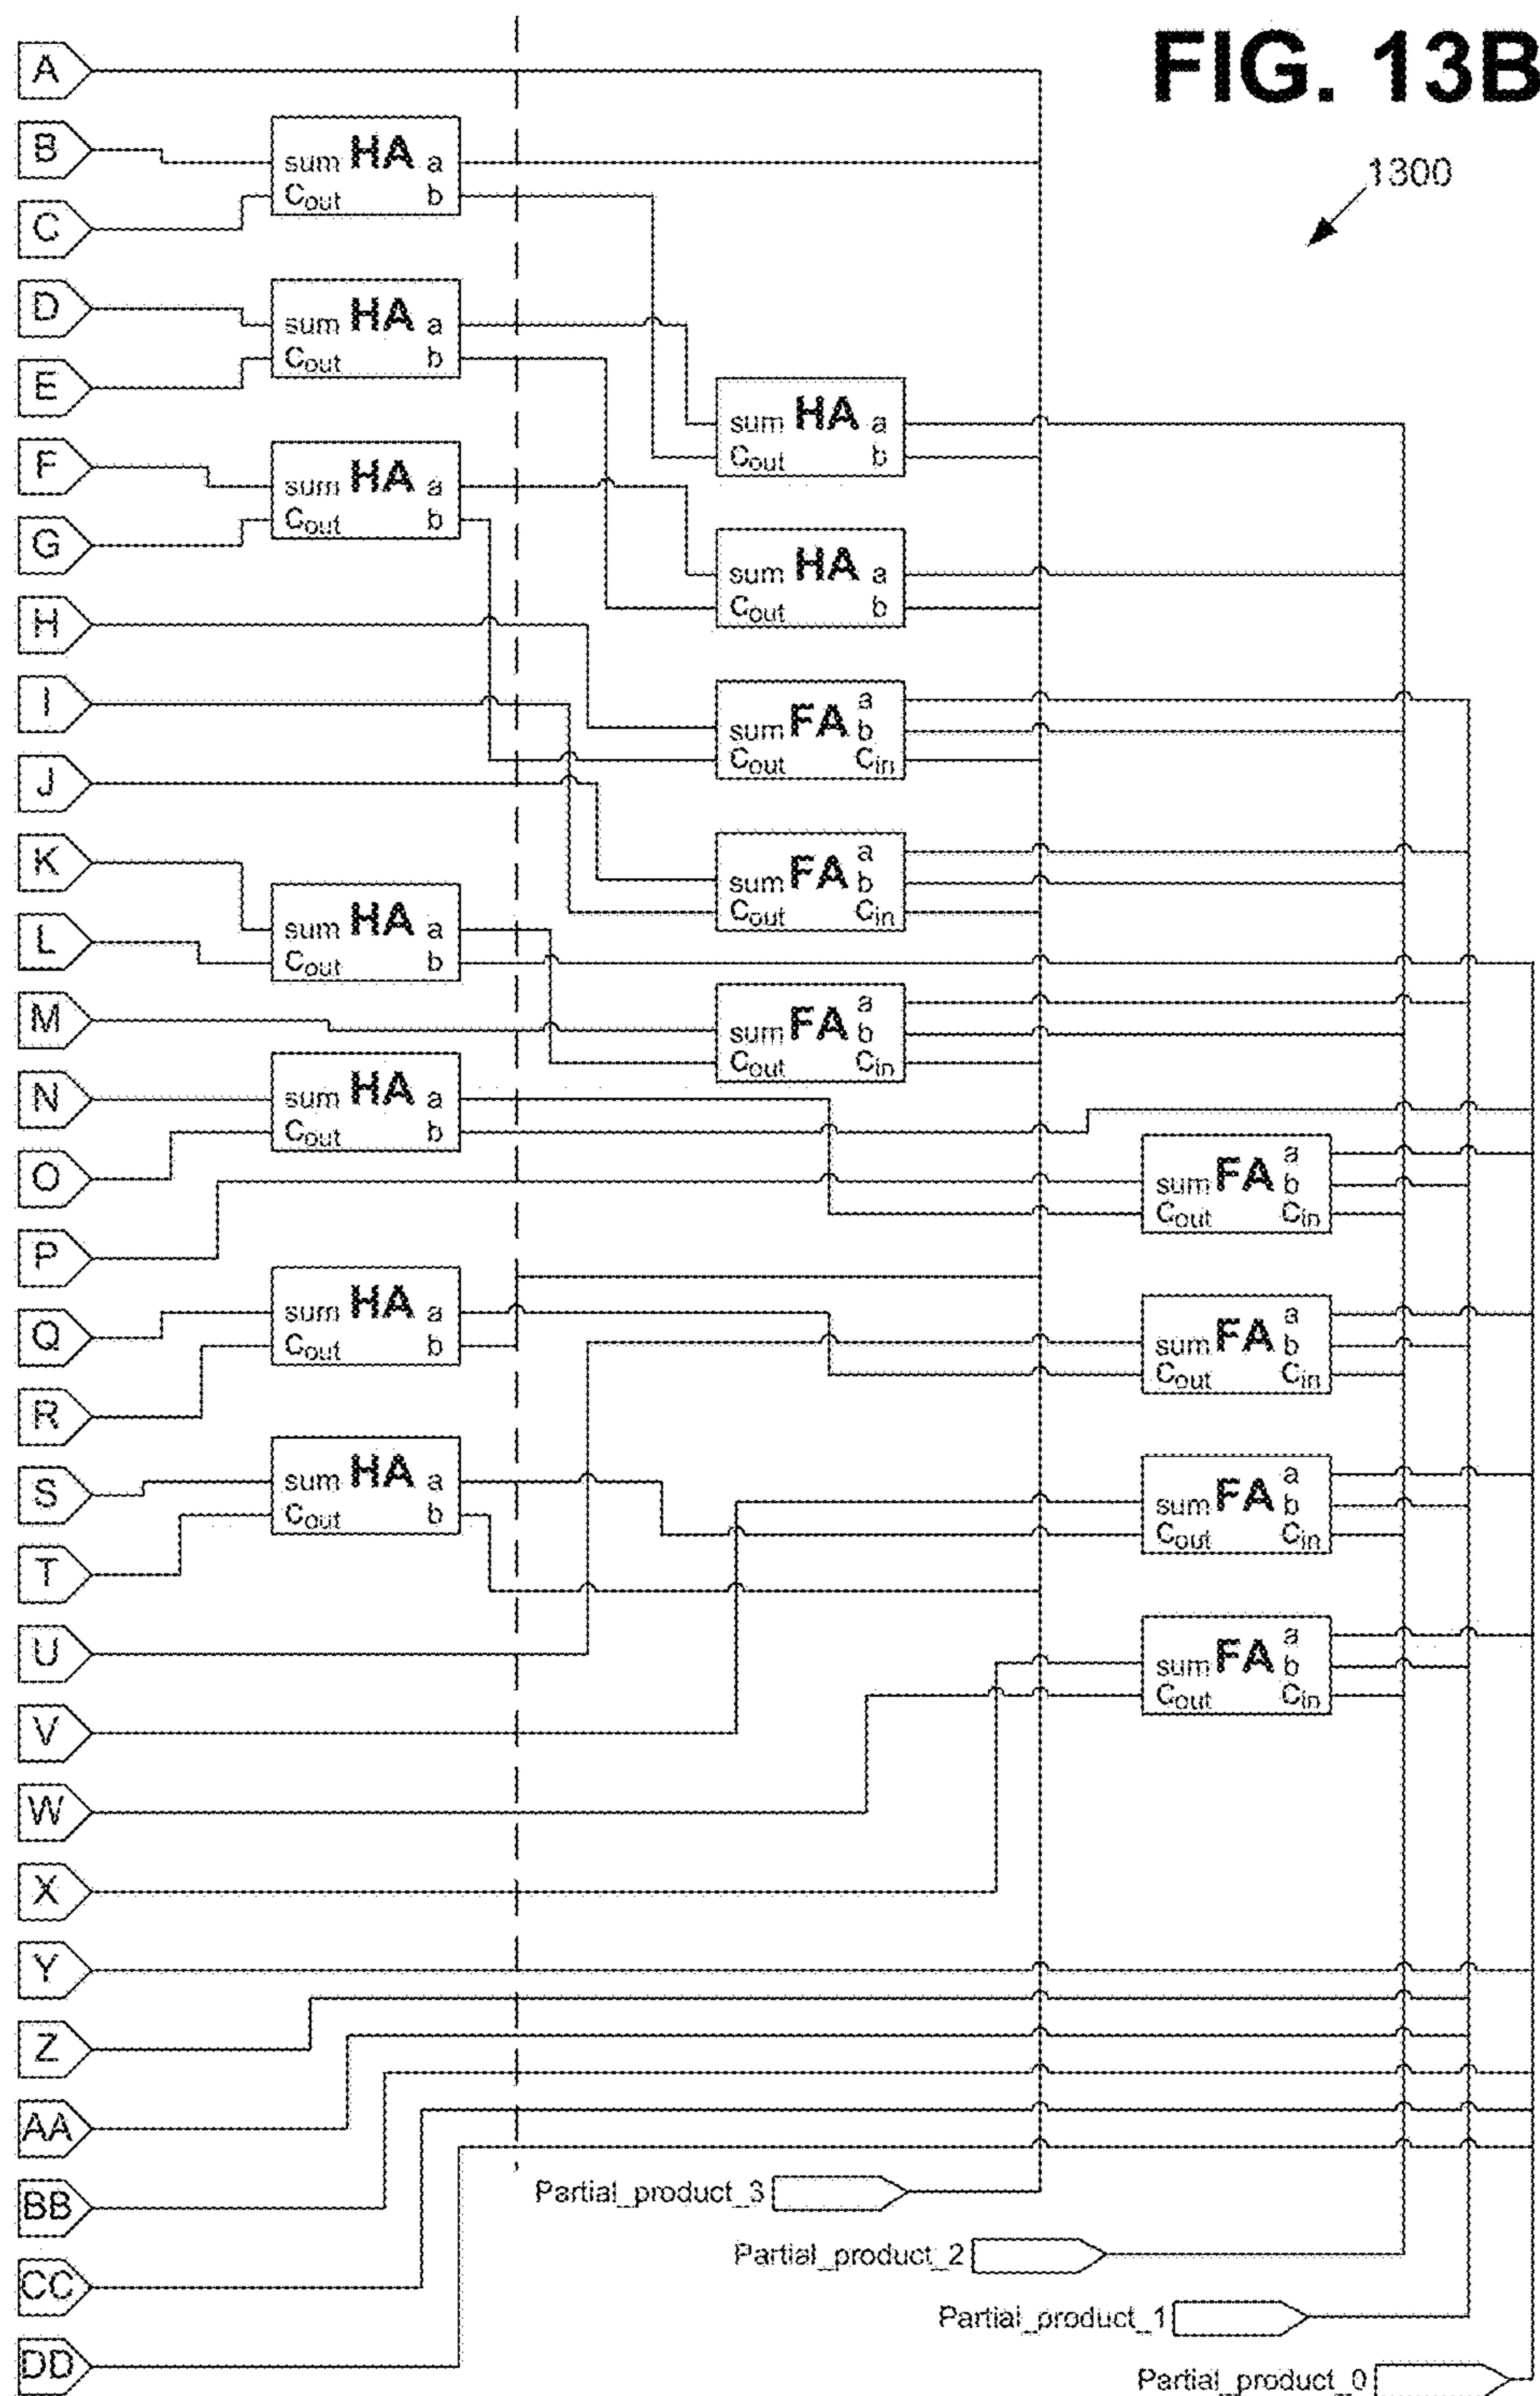 FIG. 13B
1300
A
B
C
D
E
F
G
H
I
J
K
L
M
N
O
P
Q
R
S
T
U
V
W
X
Y
Z
AA
BB
CC
DD
sum HA a
Cout b
sum HA a
Cout b
sum HA a
Cout b
sum HA a
Cout b
sum HA a
Cout b
sum HA a
Cout b
sum HA a
Cout b
sum HA a
Cout b
sum HA a
Cout b
a
sum FA b
Cout Cin
a
sum FA b
Cout Cin
a
sum FA b
Cout Cin
a
sum FA b
Cout Cin
a
sum FA b
Cout Cin
a
sum FA b
Cout Cin
a
sum FA b
Cout Cin
Partial_product_3
Partial_product_2
Partial_product_1
Partial_product_0